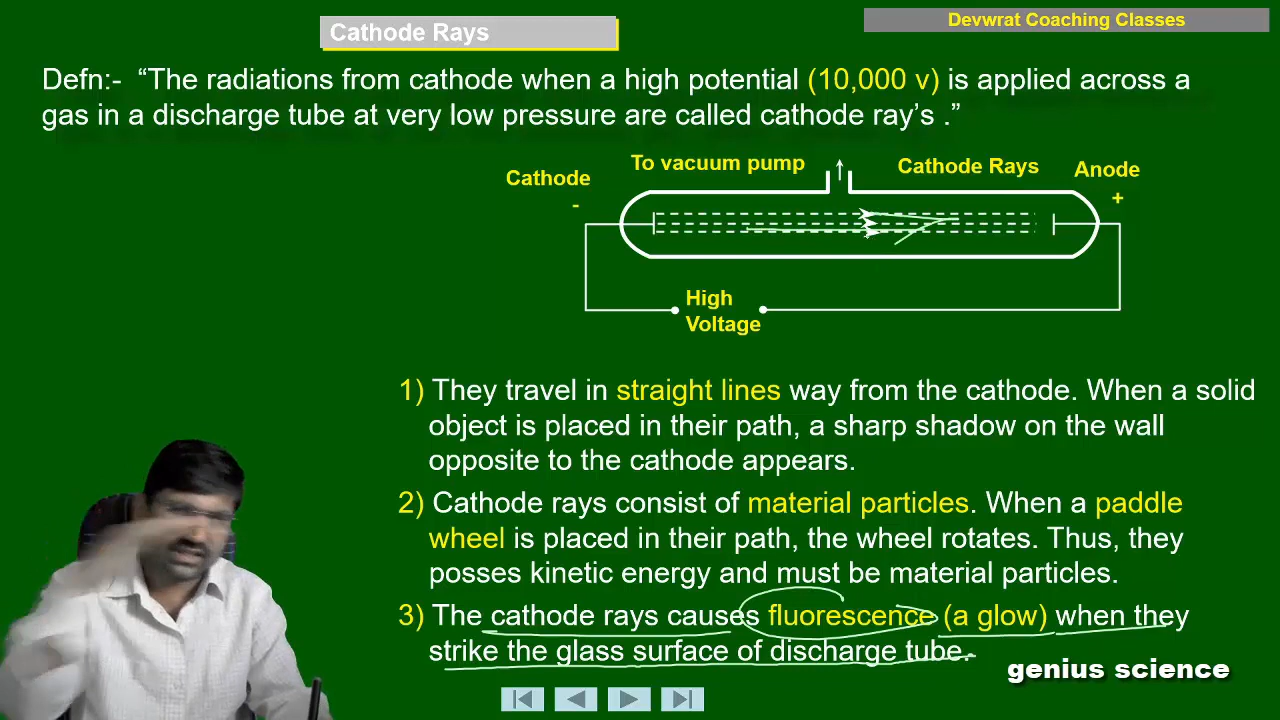 Cathode Rays
Devwrat Coaching Classes
Defn:- “The radiations from cathode when a high potential (10,000 v) is applied across a
gas in a discharge tube at very low pressure are called cathode ray’s .”
To vacuum pump
Cathode Rays
Anode
Cathode
+
-
High
Voltage
1) They travel in straight lines way from the cathode. When a solid
object is placed in their path, a sharp shadow on the wall
opposite to the cathode appears.
2) Cathode rays consist of material particles. When a paddle
wheel is placed in their path, the wheel rotates. Thus, they
posses kinetic energy and must be material particles.
3) The cathode rays causes fluorescence (a glow) when they
strike the glass surface of discharge tube.
genius science